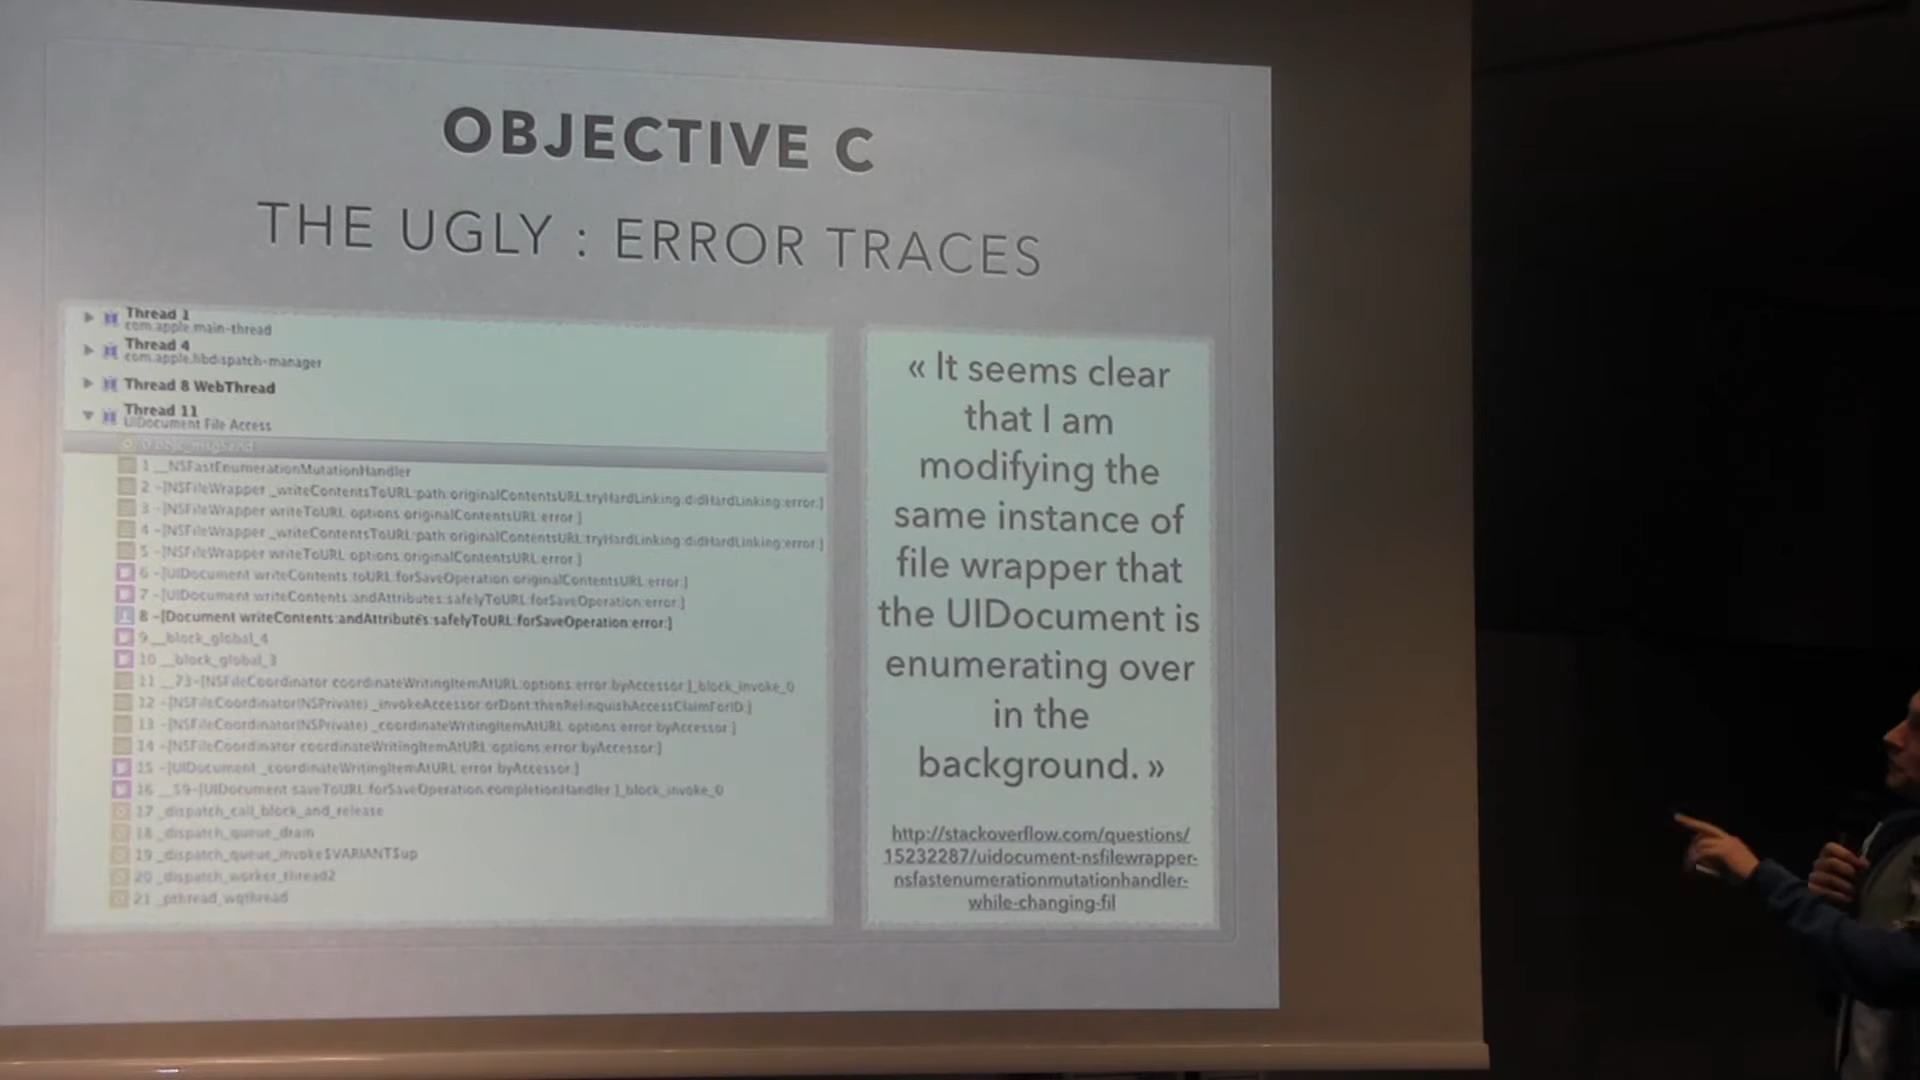 OBJECTIVE C
THE UGLY : ERROR TRACES
Thread 1
com.apple.main-thread
Thread 4
com.apple.libdispatch-manager
Thread 8 WebThread
Thread 11
UIDocument File Access
0 objc_msgSend
1 __NSFastEnumerationMutationHandler
2 -[NSFileWrapper _writeContentsToURL:path:originalContentsURL:tryHardLinking:didHardLinking:error:]
3 -[NSFileWrapper writeToURL:options:originalContentsURL:error:]
4 -[NSFileWrapper _writeContentsToURL:path:originalContentsURL:tryHardLinking:didHardLinking:error:]
5 -[NSFileWrapper writeToURL:options:originalContentsURL:error:]
6 -[UIDocument writeContents:toURL:forSaveOperation:originalContentsURL:error:]
7 -[UIDocument writeContents:andAttributes:safelyToURL:forSaveOperation:error:]
8 -[Document writeContents:andAttributes:safelyToURL:forSaveOperation:error:]
9 __block_global_4
10 __block_global_3
11 __73-[NSFileCoordinator coordinateWritingItemAtURL:options:error:byAccessor:]_block_invoke_0
12 -[NSFileCoordinator(NSPrivate) _invokeAccessor:orDont:thenRelinquishAccessClaimForID:]
13 -[NSFileCoordinator(NSPrivate) _coordinateWritingItemAtURL:options:error:byAccessor:]
14 -[NSFileCoordinator coordinateWritingItemAtURL:options:error:byAccessor:]
15 -[UIDocument _coordinateWritingItemAtURL:error:byAccessor:]
16 __59-[UIDocument saveToURL:forSaveOperation:completionHandler:]_block_invoke_0
17 _dispatch_call_block_and_release
18 _dispatch_queue_drain
19 _dispatch_queue_invoke$VARIANT$up
20 _dispatch_worker_thread2
21 _pthread_wqthread
« It seems clear
that I am
modifying the
same instance of
file wrapper that
the UIDocument is
enumerating over
in the
background. »
http://stackoverflow.com/questions/
15232287/uidocument-nsfilewrapper-
nsfastenumerationmutationhandler-
while-changing-fil